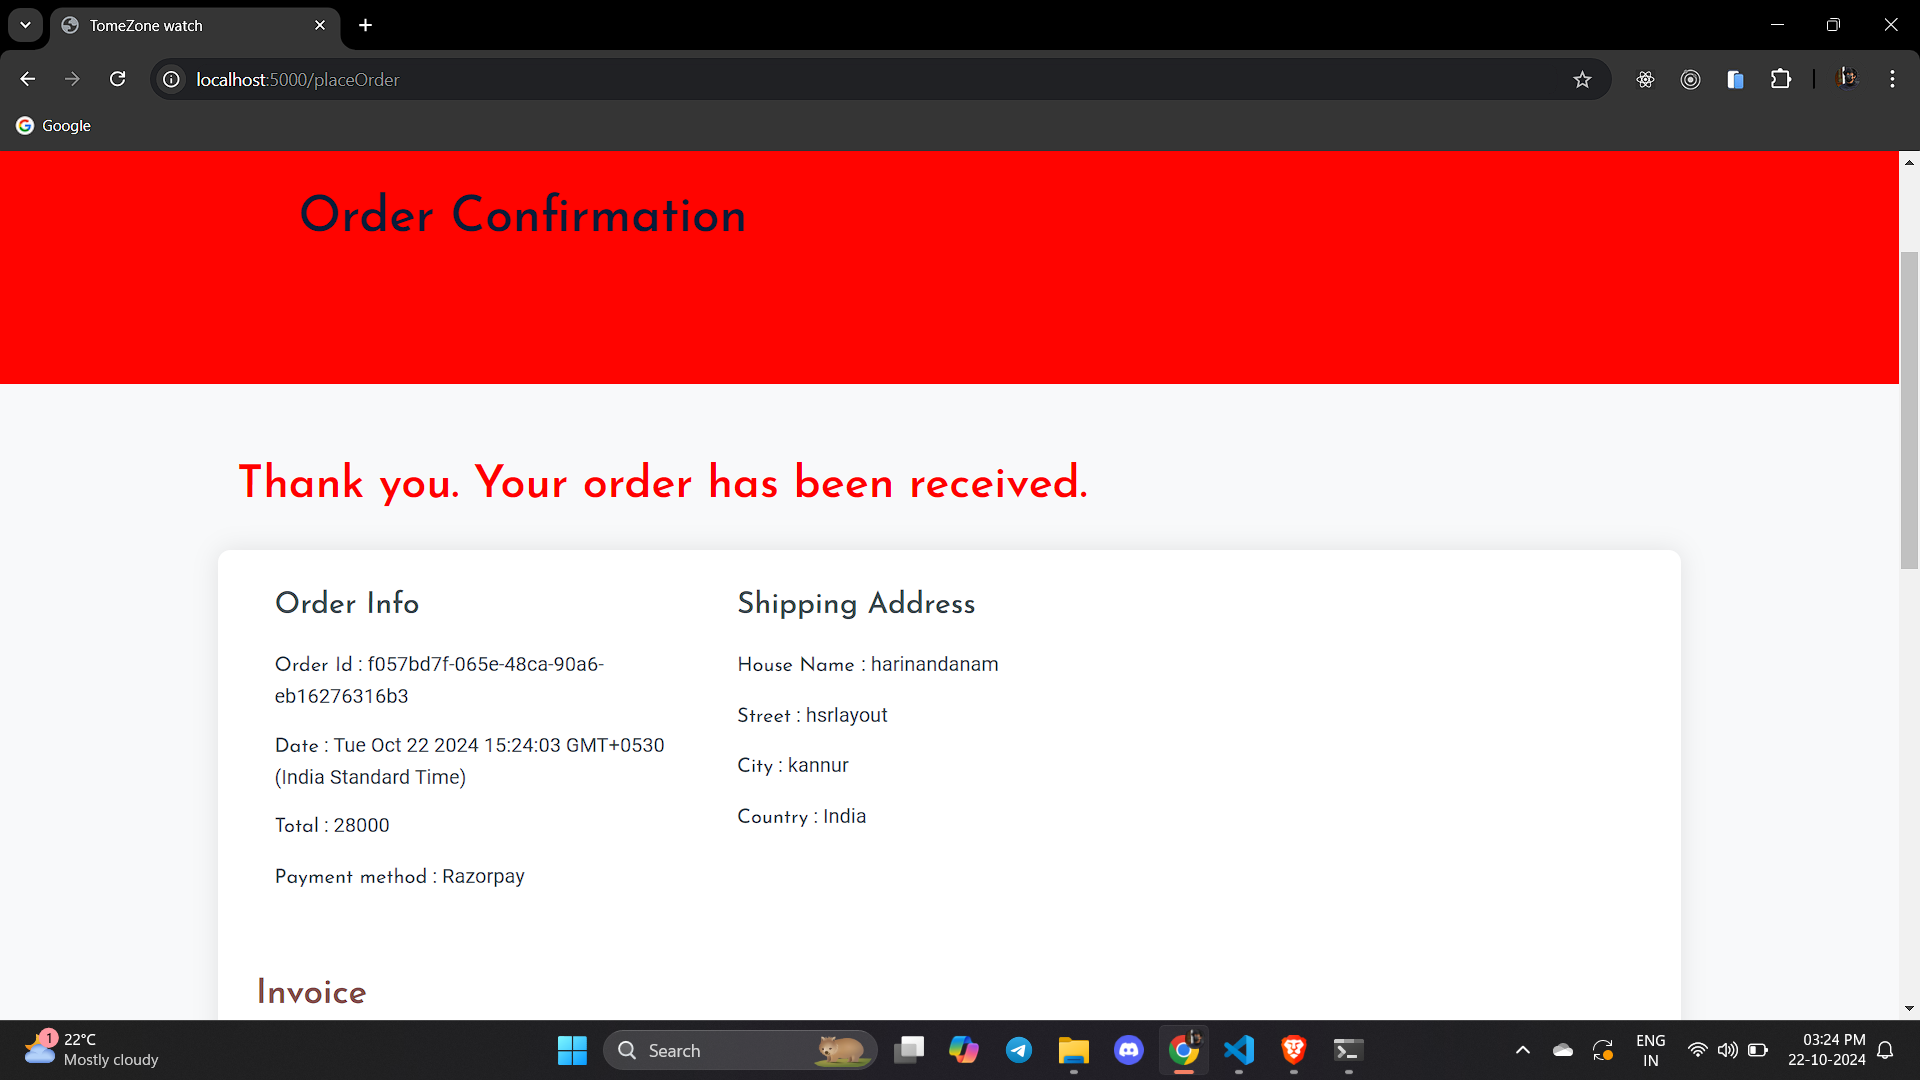 TomeZone watch
localhost:5000/placeOrder
Google
Order Confirmation
Thank you. Your order has been received.
Order Info
Order Id : f057bd7f-065e-48ca-90a6-
eb16276316b3
Date : Tue Oct 22 2024 15:24:03 GMT+0530
(India Standard Time)
Total : 28000
Payment method : Razorpay
Shipping Address
House Name : harinandanam
Street : hsrlayout
City : kannur
Country : India
Invoice
1
22°C
Mostly cloudy
Search
ENG
IN
03:24 PM
22-10-2024